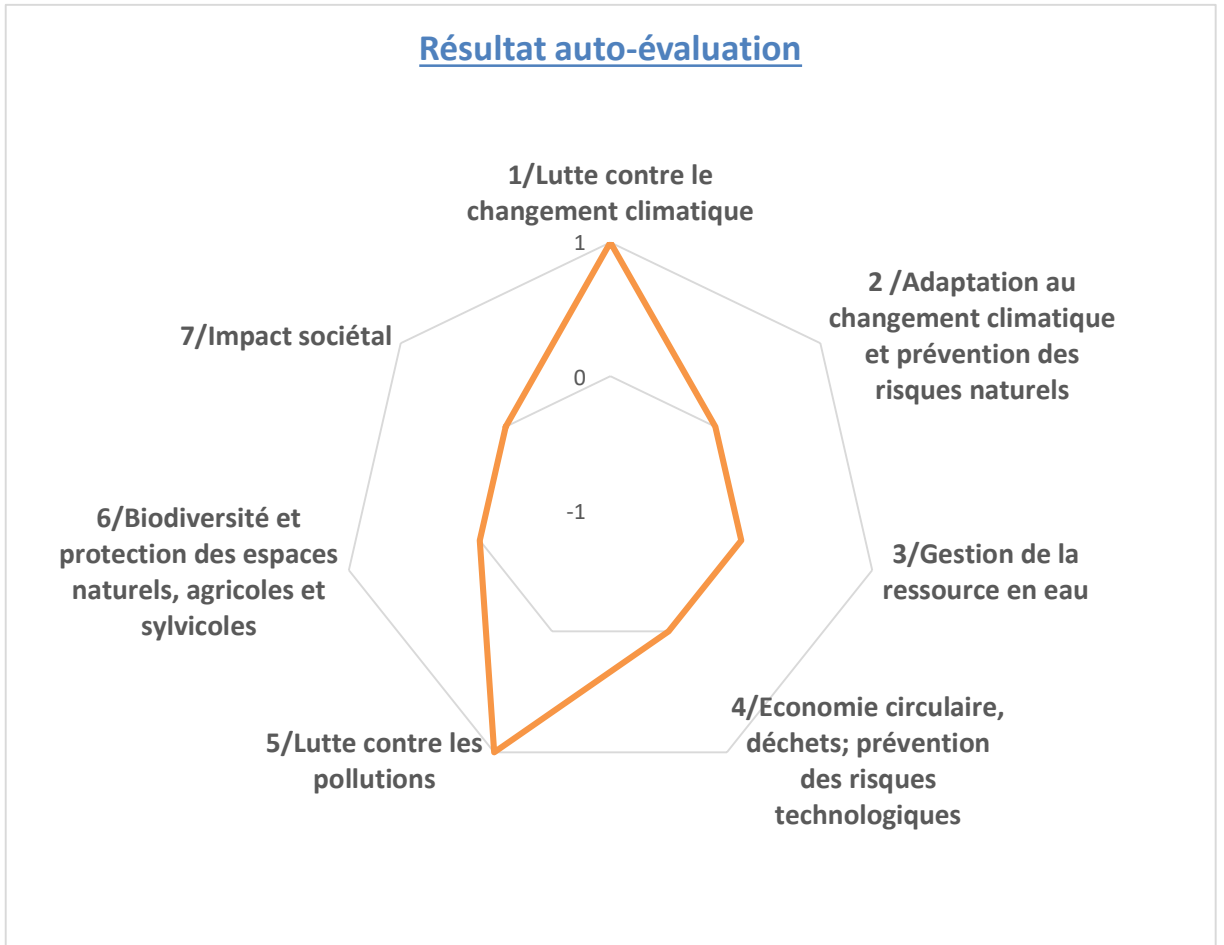 Résultat auto-évaluation
1/Lutte contre le
changement climatique
1
2 /Adaptation au
changement climatique
et prévention des
risques naturels
7/Impact sociétal
0
-1
6/Biodiversité et
protection des espaces
naturels, agricoles et
sylvicoles
3/Gestion de la
ressource en eau
4/Economie circulaire,
déchets; prévention
des risques
technologiques
5/Lutte contre les
pollutions